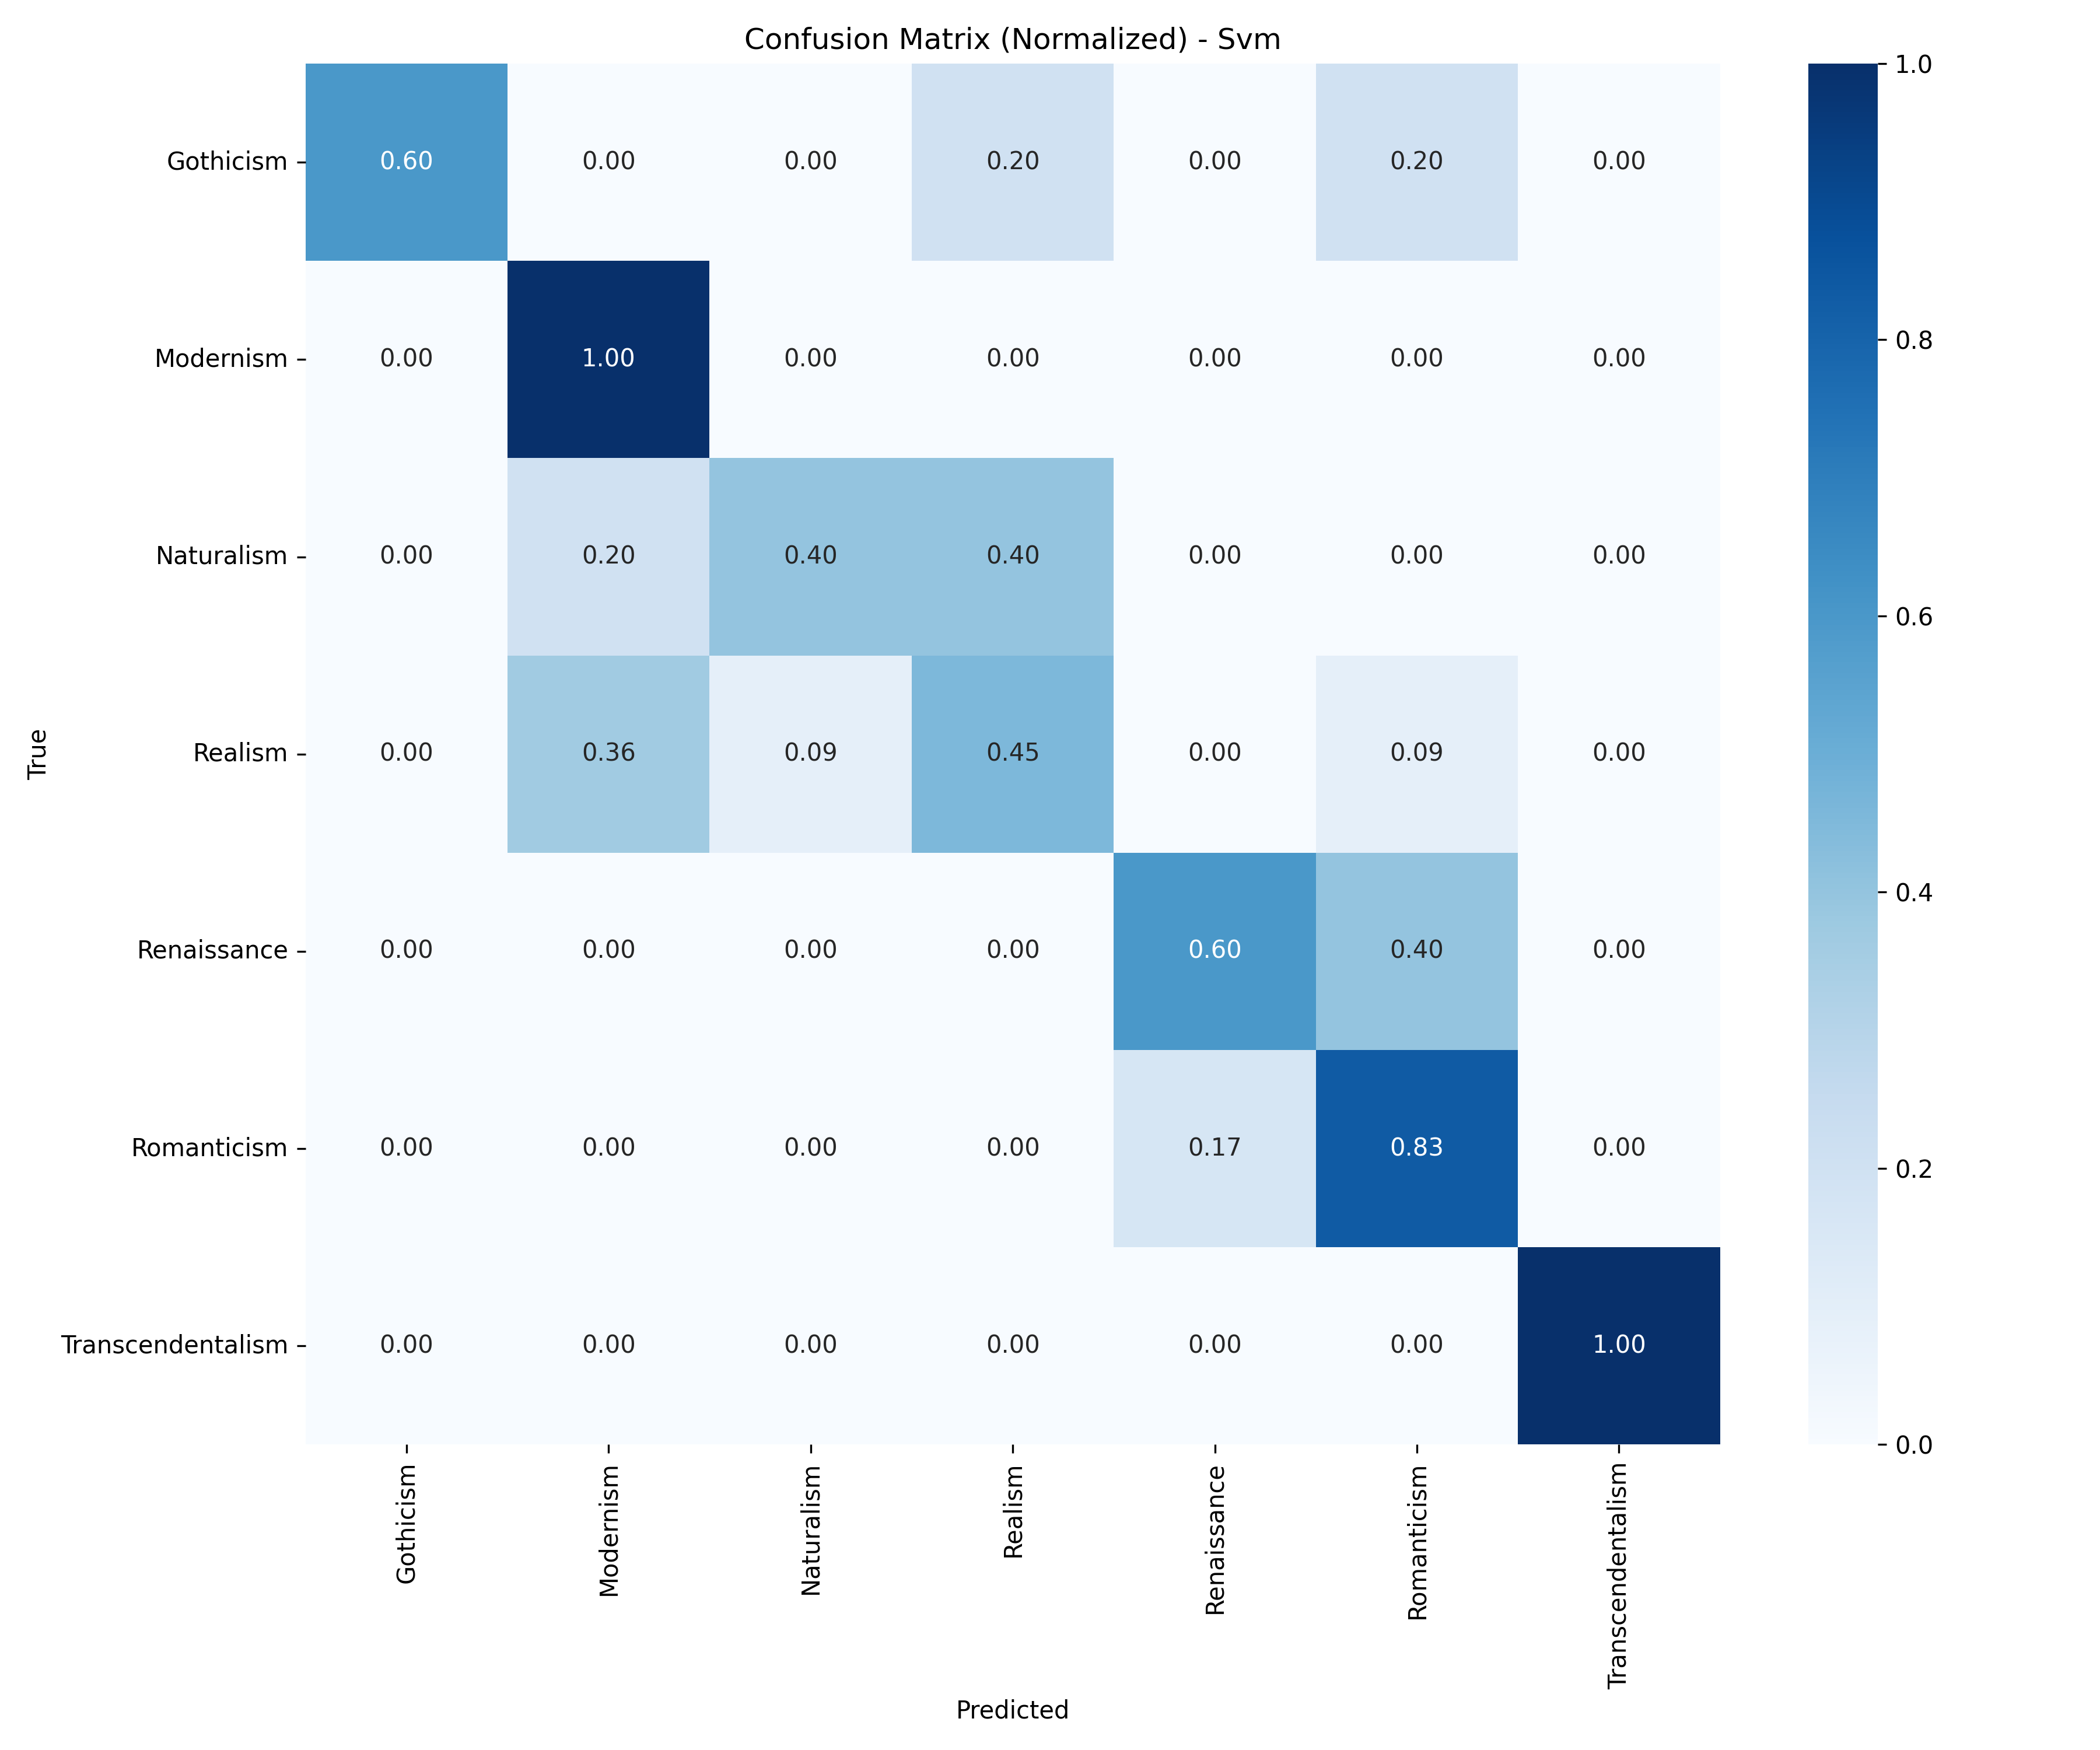 Confusion Matrix (Normalized) - Svm
Gothicism 0.60 0.00 0.00 0.20 0.00 0.20 0.00
Modernism 0.00 1.00 0.00 0.00 0.00 0.00 0.00
Naturalism 0.00 0.20 0.40 0.40 0.00 0.00 0.00
Realism 0.00 0.36 0.09 0.45 0.00 0.09 0.00
Renaissance 0.00 0.00 0.00 0.00 0.60 0.40 0.00
Romanticism 0.00 0.00 0.00 0.00 0.17 0.83 0.00
Transcendentalism 0.00 0.00 0.00 0.00 0.00 0.00 1.00
True
Gothicism Modernism Naturalism Realism Renaissance Romanticism Transcendentalism
Predicted
1.0
0.8
0.6
0.4
0.2
0.0